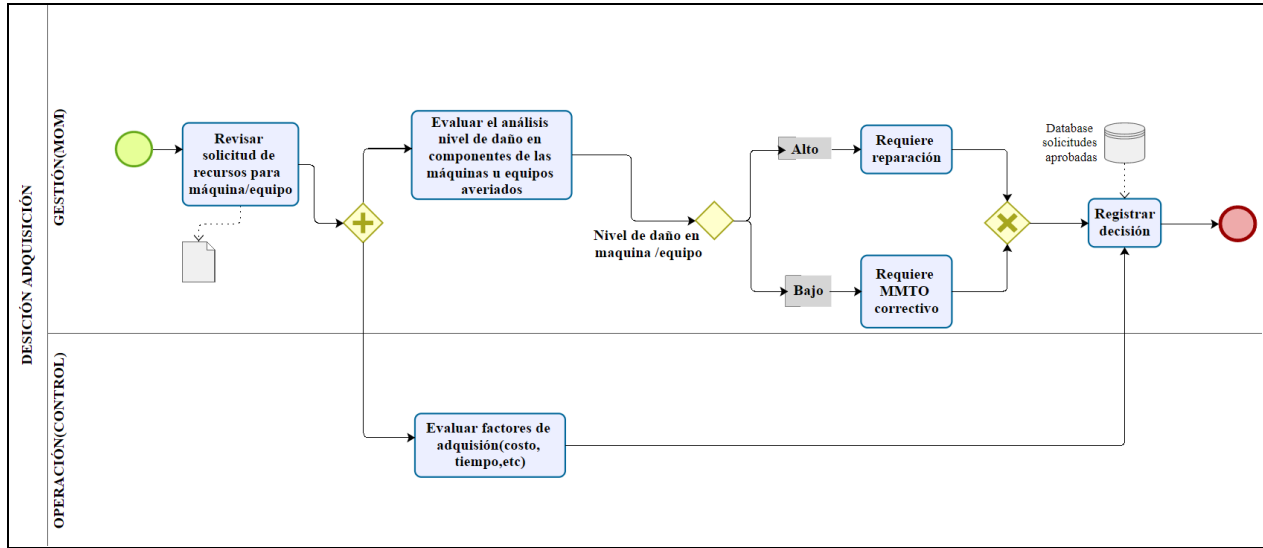 DESICIÓN ADQUISICIÓN
GESTIÓN(MOM)
Revisar
solicitud de
recursos para
máquina/equipo
Evaluar el análisis
nivel de daño en
componentes de las
máquinas u equipos
averiados
Nivel de daño en
maquina /equipo
Alto
Requiere
reparación
Bajo
Requiere
MMTO
correctivo
Database
solicitudes
aprobadas
Registrar
decisión
OPERACIÓN(CONTROL)
Evaluar factores de
adquisión(costo,
tiempo,etc)